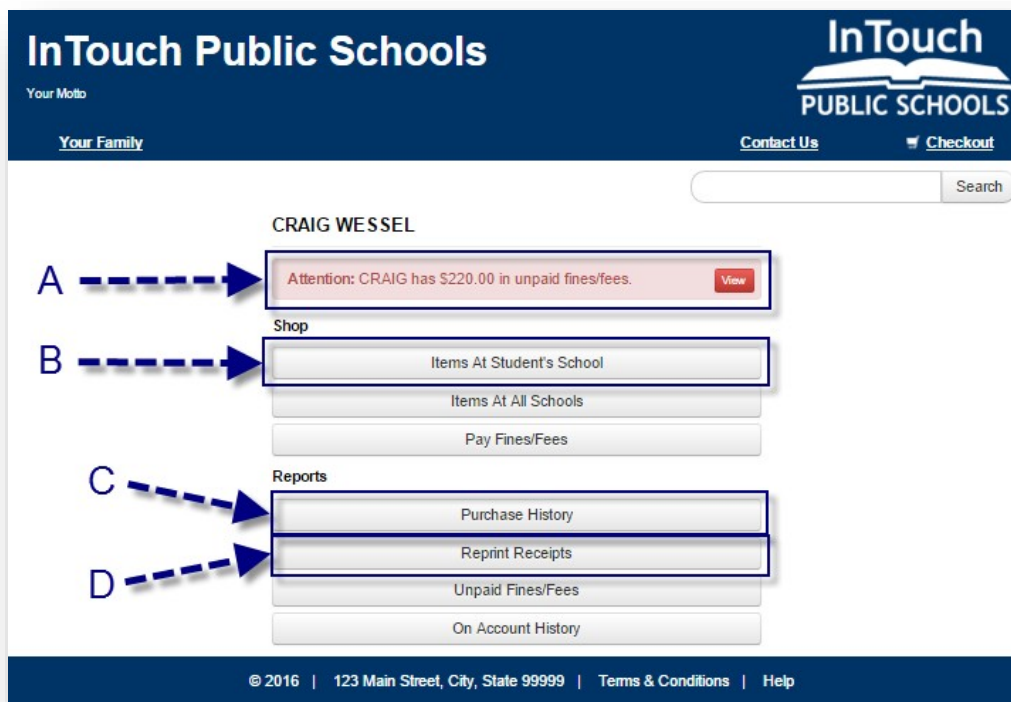 InTouch Public Schools
Your Motto
InTouch
PUBLIC SCHOOLS
Your Family
Contact Us
Checkout
Search
CRAIG WESSEL
A
Attention: CRAIG has $220.00 in unpaid fines/fees.
View
Shop
B
Items At Student's School
Items At All Schools
Pay Fines/Fees
Reports
C
Purchase History
D
Reprint Receipts
Unpaid Fines/Fees
On Account History
© 2016 | 123 Main Street, City, State 99999 | Terms & Conditions | Help